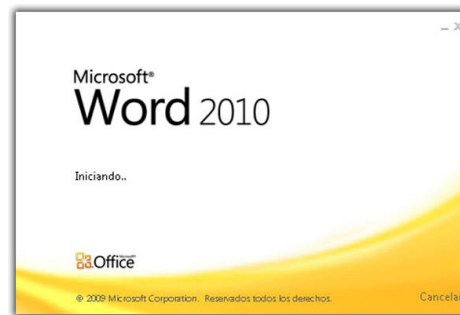 Microsoft®
Word 2010
Iniciando..
Office
© 2009 Microsoft Corporation. Reservados todos los derechos.
Cancelar